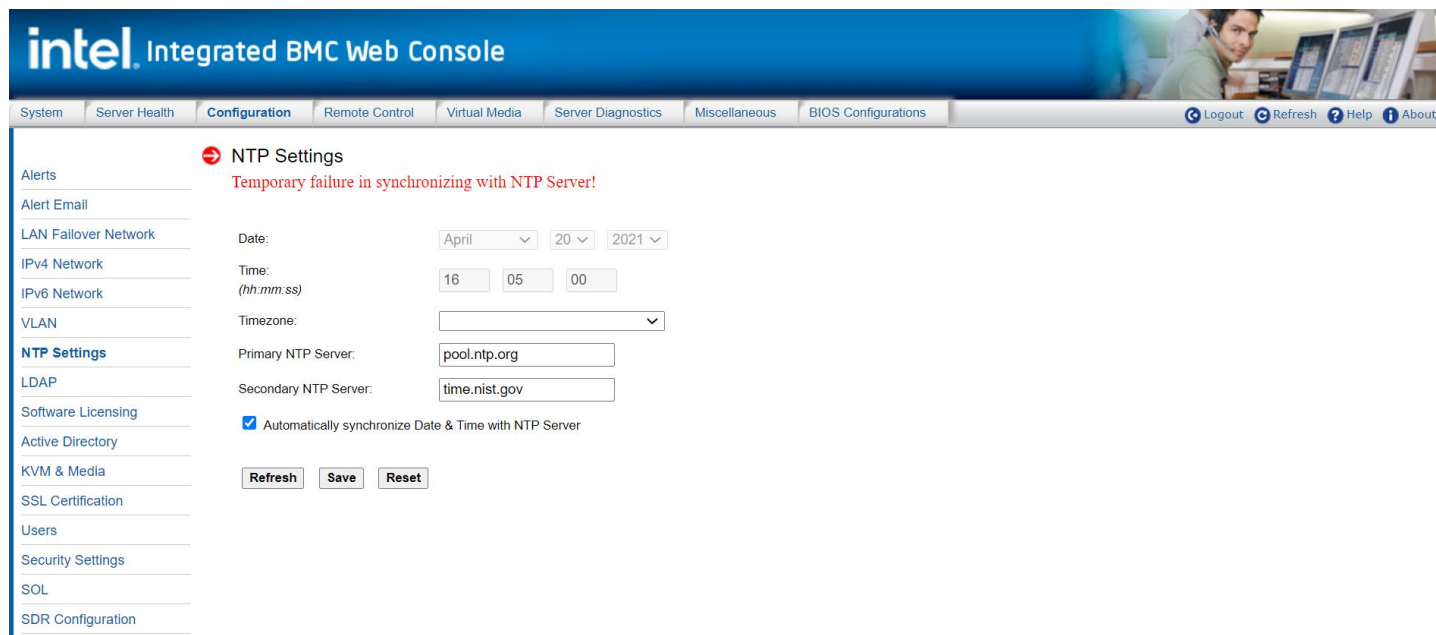 intel. Integrated BMC Web Console
System Server Health Configuration Remote Control Virtual Media Server Diagnostics Miscellaneous BIOS Configurations Logout Refresh Help About
NTP Settings
Temporary failure in synchronizing with NTP Server!
Alerts
Alert Email
LAN Failover Network
IPv4 Network
IPv6 Network
VLAN
NTP Settings
LDAP
Software Licensing
Active Directory
KVM & Media
SSL Certification
Users
Security Settings
SOL
SDR Configuration
Date: April 20 2021
Time: 16 05 00
(hh:mm:ss)
Timezone:
Primary NTP Server: pool.ntp.org
Secondary NTP Server: time.nist.gov
Automatically synchronize Date & Time with NTP Server
Refresh Save Reset